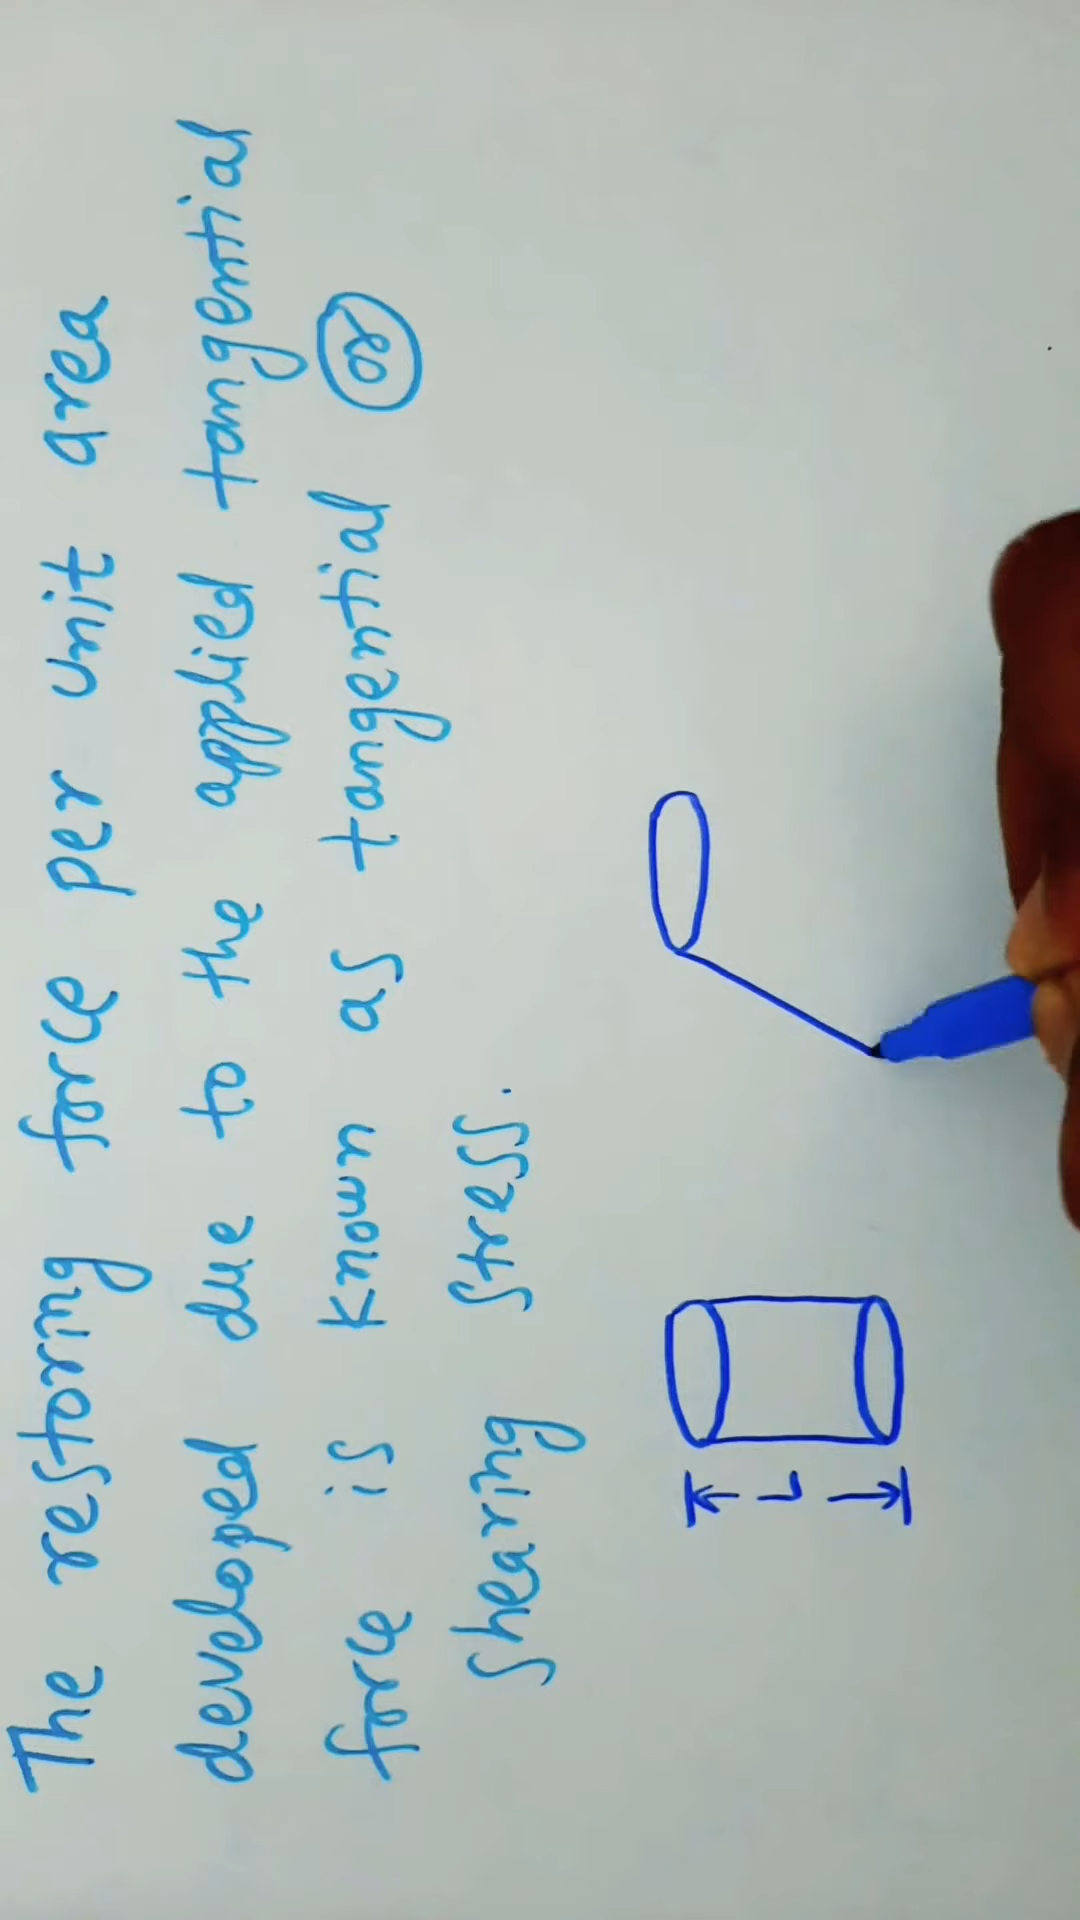 The restoring force per unit area
developed due to the applied tangential
force is known as tangential or
shearing stress.
L